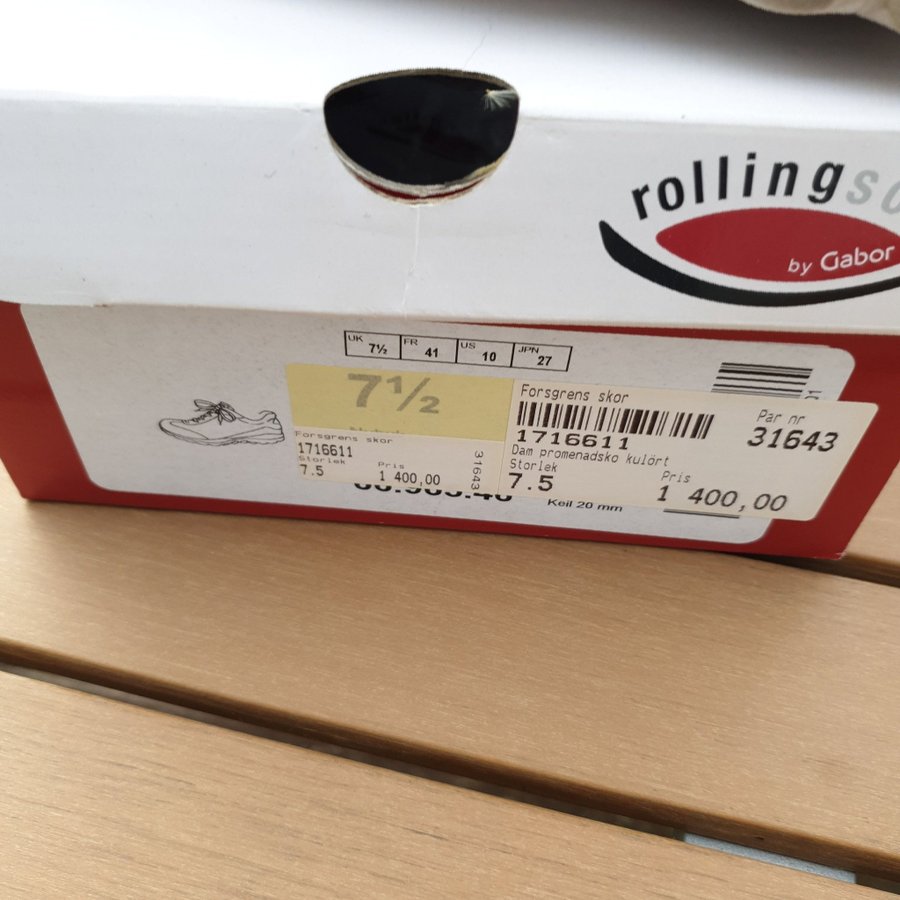 rollingso
by Gabor
UK 7½ FR 41 US 10 JPN 27
7½
Forsgrens skor
1716611
Storlek Pris
7.5 1 400,00
31643
Forsgrens skor
Par nr
1716611 31643
Dam promenadsko kulört
Storlek Pris
7.5 1 400,00
Keil 20 mm